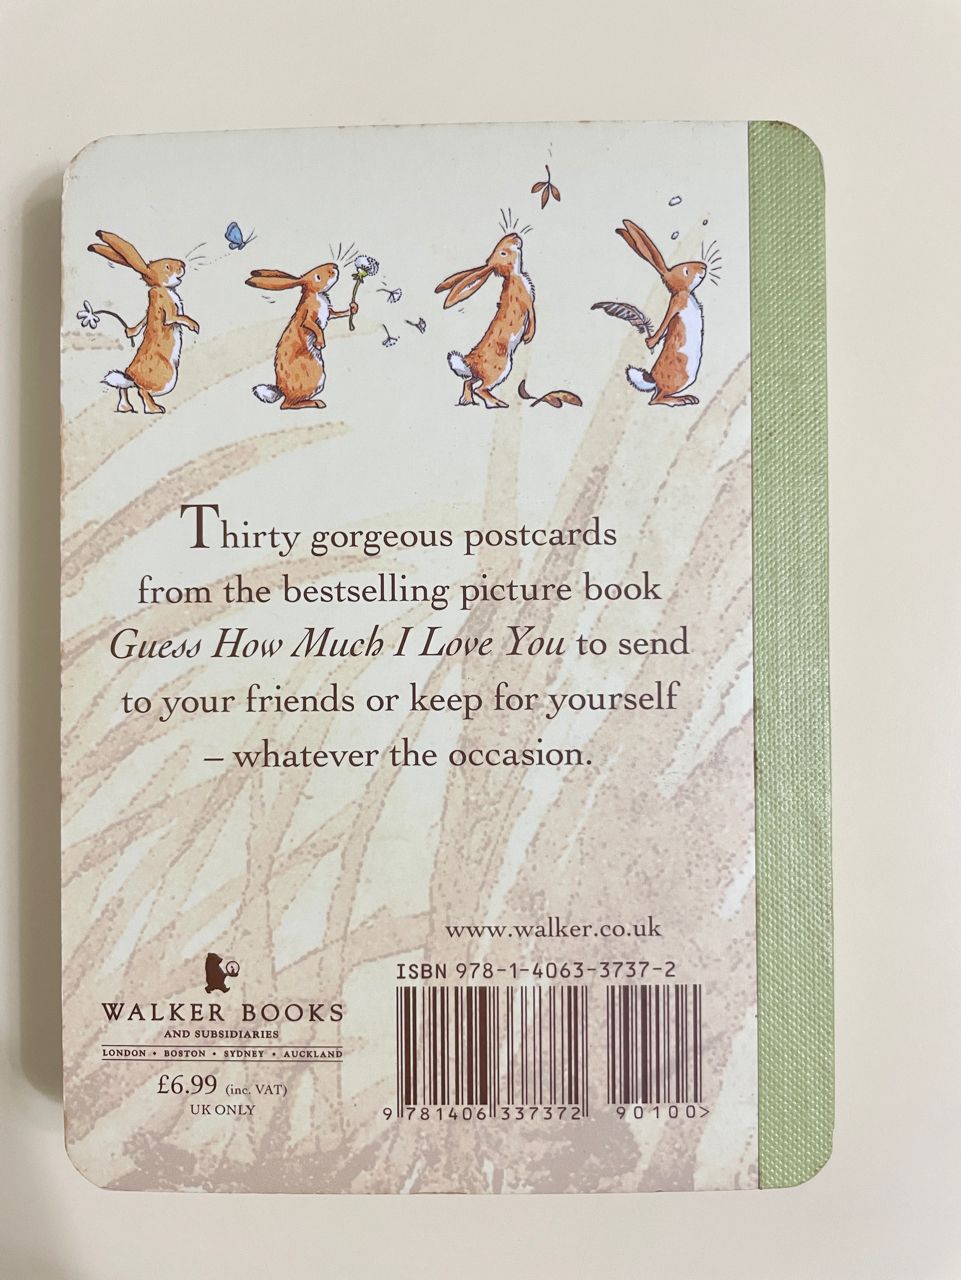 Thirty gorgeous postcards
from the bestselling picture book
Guess How Much I Love You to send
to your friends or keep for yourself
– whatever the occasion.
www.walker.co.uk
ISBN 978-1-4063-3737-2
9 781406 337372
90100>
WALKER BOOKS
AND SUBSIDIARIES
LONDON • BOSTON • SYDNEY • AUCKLAND
£6.99 (inc. VAT)
UK ONLY